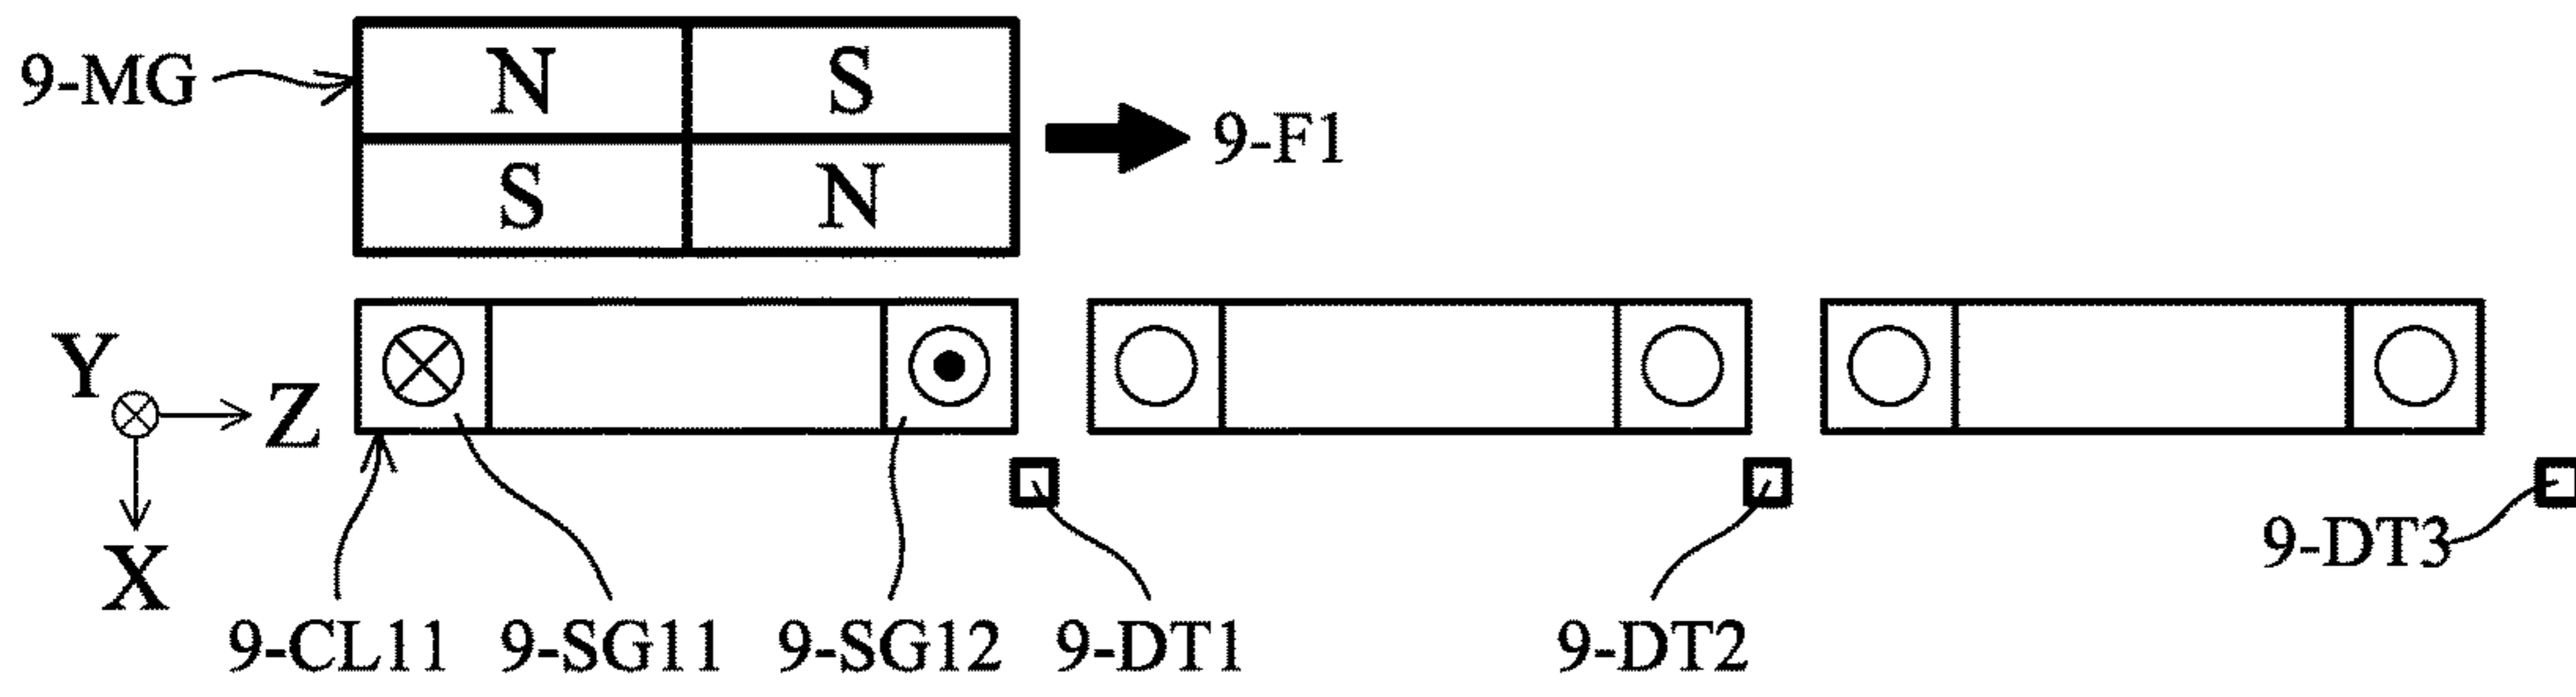 9-MG
N S
9-F1
S N
Y
Z
X
9-DT3
9-CL11 9-SG11 9-SG12 9-DT1 9-DT2